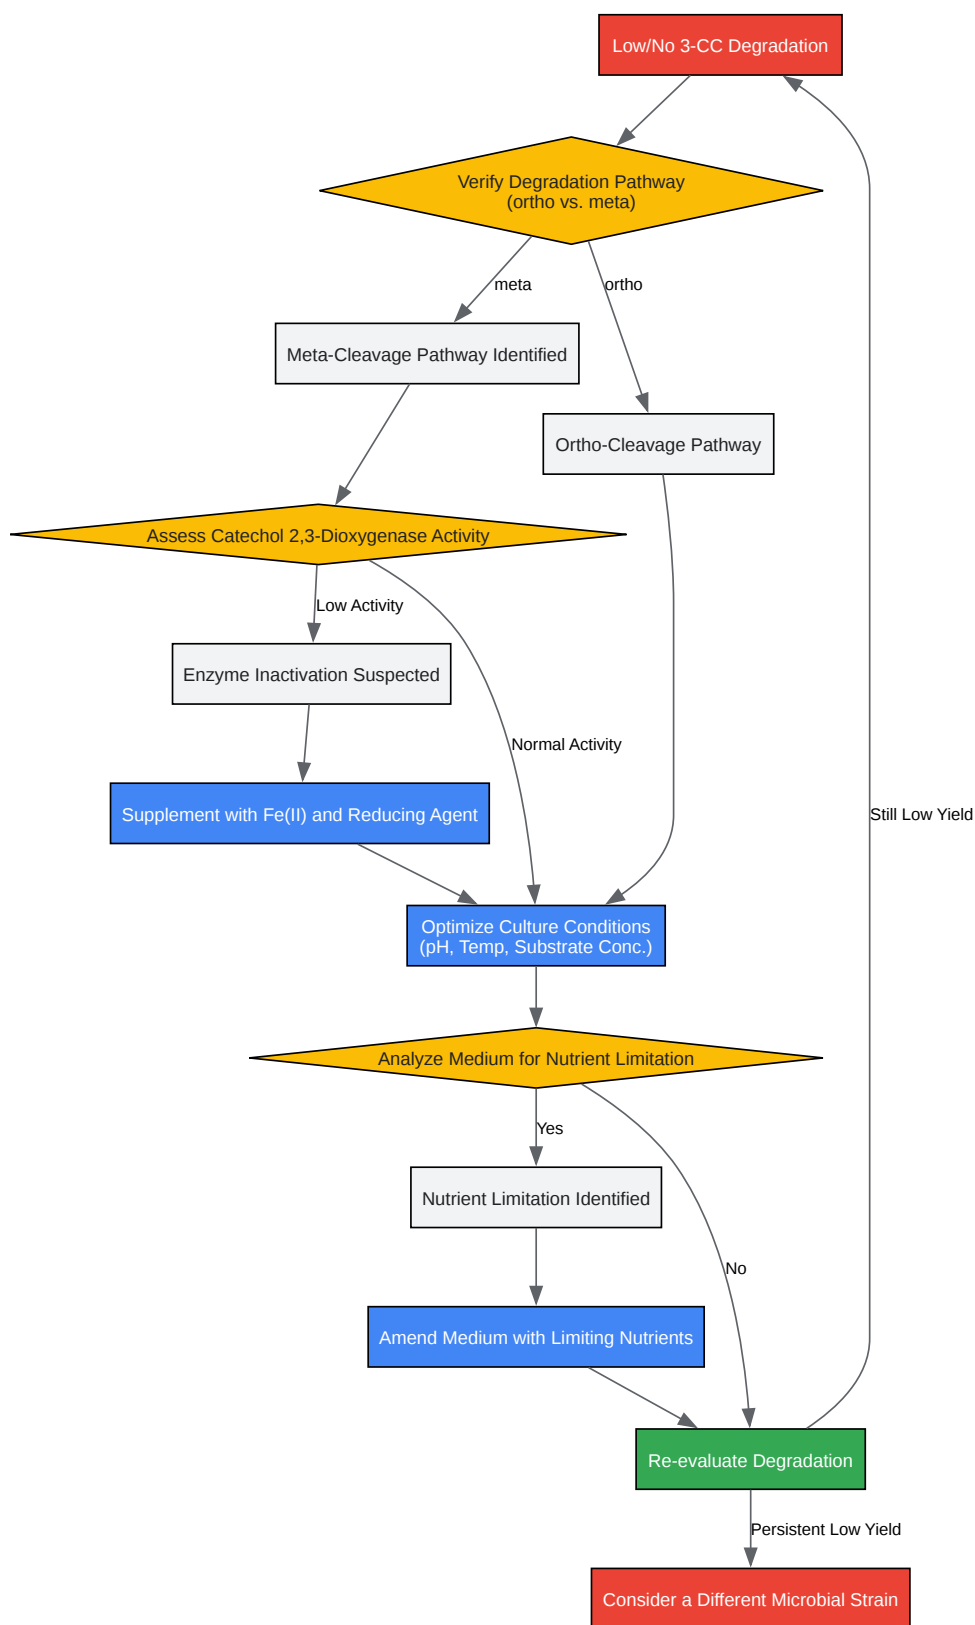 Low/No 3-CC Degradation
Verify Degradation Pathway
(ortho vs. meta)
meta
ortho
Meta-Cleavage Pathway Identified
Ortho-Cleavage Pathway
Assess Catechol 2,3-Dioxygenase Activity
Low Activity
Enzyme Inactivation Suspected
Normal Activity
Supplement with Fe(II) and Reducing Agent
Still Low Yield
Optimize Culture Conditions
(pH, Temp, Substrate Conc.)
Analyze Medium for Nutrient Limitation
Yes
Nutrient Limitation Identified
No
Amend Medium with Limiting Nutrients
Re-evaluate Degradation
Persistent Low Yield
Consider a Different Microbial Strain